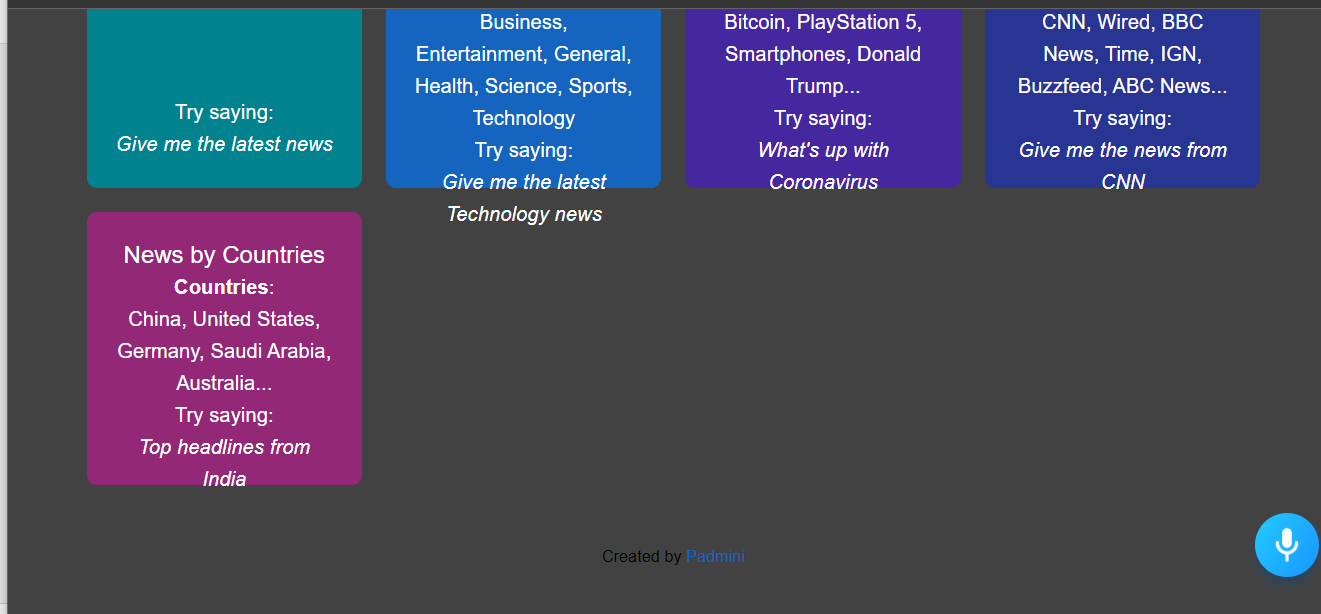 Try saying:
Give me the latest news
Business,
Entertainment, General,
Health, Science, Sports,
Technology
Try saying:
Give me the latest
Technology news
Bitcoin, PlayStation 5,
Smartphones, Donald
Trump...
Try saying:
What's up with
Coronavirus
CNN, Wired, BBC
News, Time, IGN,
Buzzfeed, ABC News...
Try saying:
Give me the news from
CNN
News by Countries
Countries:
China, United States,
Germany, Saudi Arabia,
Australia...
Try saying:
Top headlines from
India
Created by Padmini